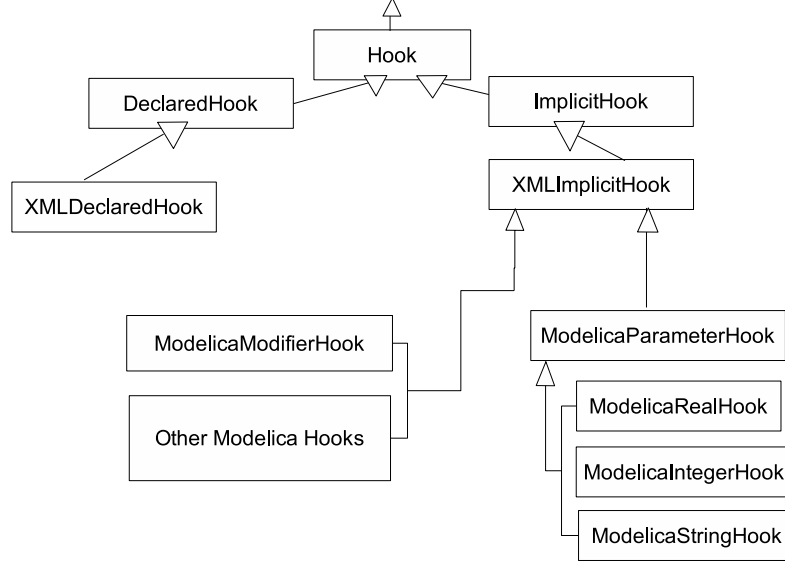 Hook
DeclaredHook
ImplicitHook
XMLDeclaredHook
XMLImplicitHook
ModelicaModifierHook
ModelicaParameterHook
Other Modelica Hooks
ModelicaRealHook
ModelicaIntegerHook
ModelicaStringHook